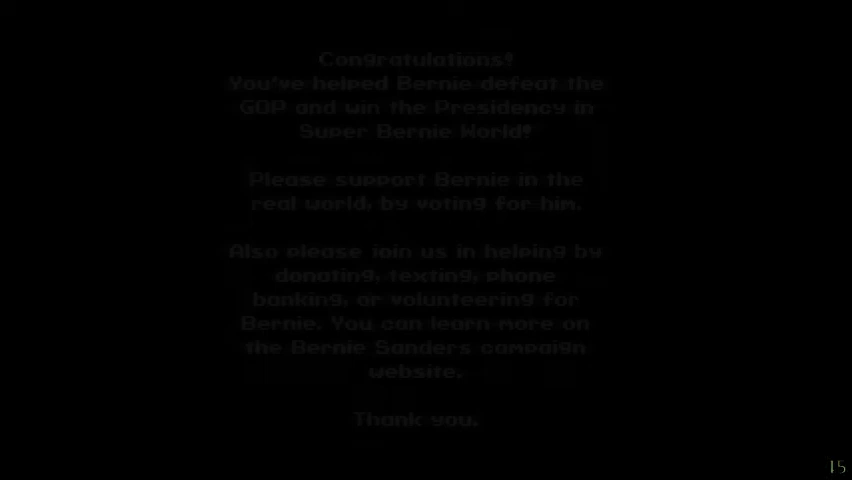 Congratulations!
You've helped Bernie defeat the
GOP and win the Presidency in
Super Bernie World!
Please support Bernie in the
real world, by voting for him.
Also please join us in helping by
donating, texting, phone
banking, or volunteering for
Bernie. You can learn more on
the Bernie Sanders campaign
website.
Thank you.
15